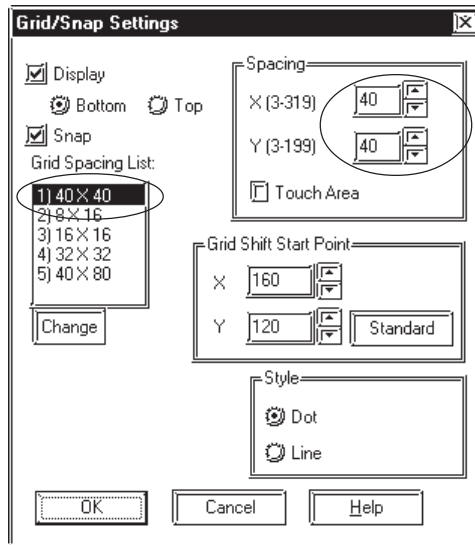 Grid/Snap Settings
Display
Bottom Top
Snap
Grid Spacing List:
1) 40 X 40
2) 8 X 16
3) 16 X 16
4) 32 X 32
5) 40 X 80
Change
Spacing
X (3-319) 40
Y (3-199) 40
Touch Area
Grid Shift Start Point
X 160
Y 120 Standard
Style
Dot
Line
OK Cancel Help